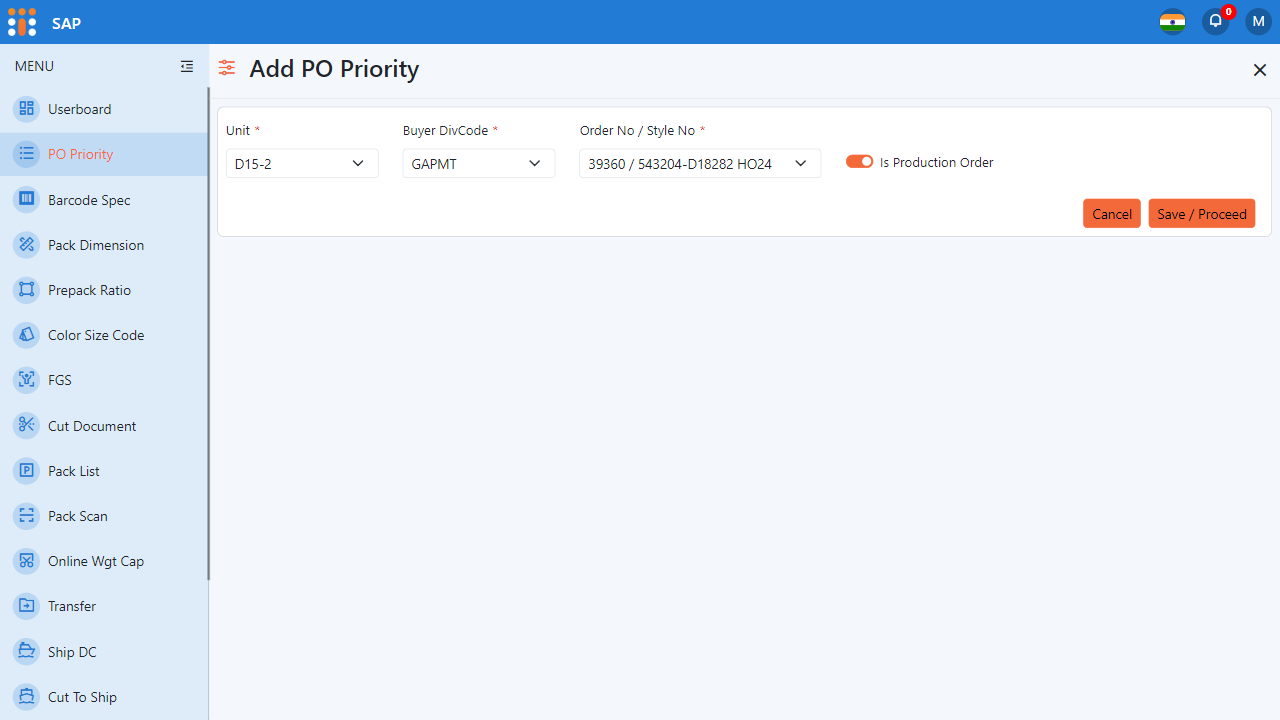 SAP
0
M
MENU
Add PO Priority
Userboard
PO Priority
Barcode Spec
Pack Dimension
Prepack Ratio
Color Size Code
FGS
Cut Document
Pack List
Pack Scan
Online Wgt Cap
Transfer
Ship DC
Cut To Ship
Unit *
Buyer DivCode *
Order No / Style No *
D15-2
GAPMT
39360 / 543204-D18282 HO24
Is Production Order
Cancel
Save / Proceed